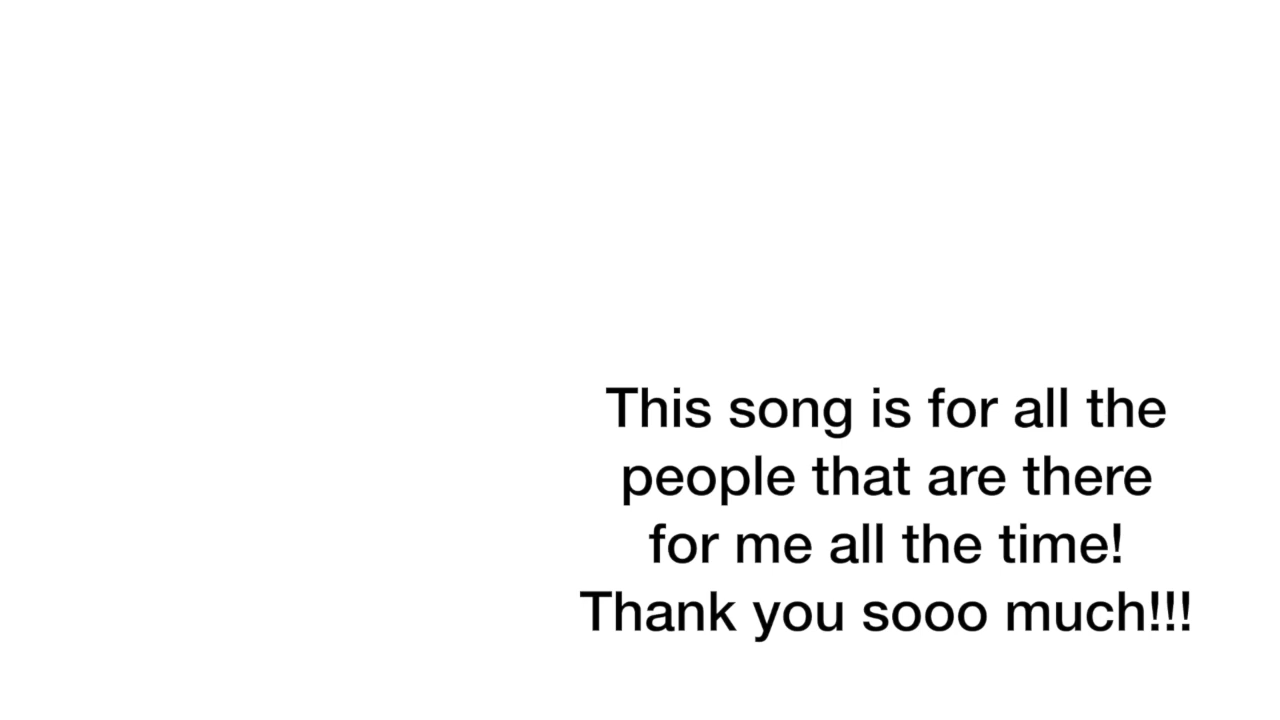 This song is for all the
people that are there
for me all the time!
Thank you sooo much!!!